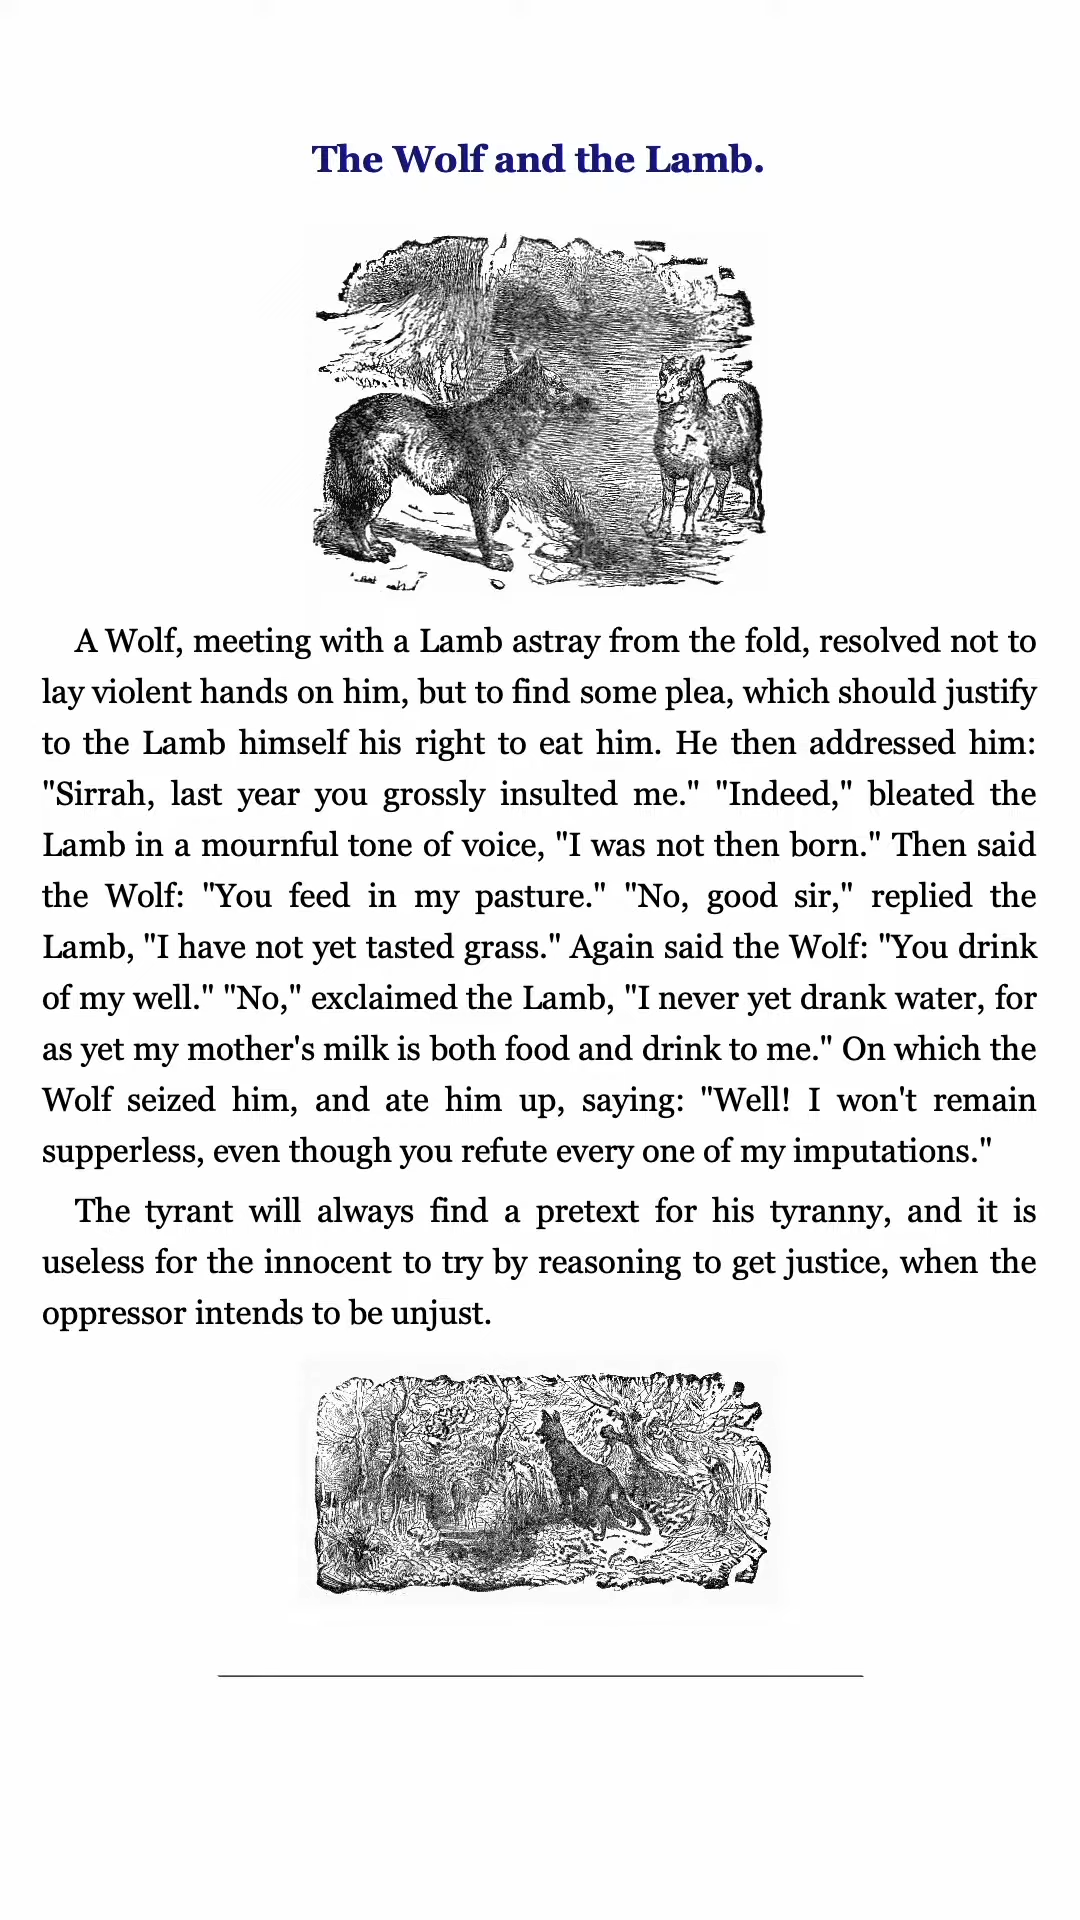 The Wolf and the Lamb.
A Wolf, meeting with a Lamb astray from the fold, resolved not to
lay violent hands on him, but to find some plea, which should justify
to the Lamb himself his right to eat him. He then addressed him:
"Sirrah, last year you grossly insulted me." "Indeed," bleated the
Lamb in a mournful tone of voice, "I was not then born." Then said
the Wolf: "You feed in my pasture." "No, good sir," replied the
Lamb, "I have not yet tasted grass." Again said the Wolf: "You drink
of my well." "No," exclaimed the Lamb, "I never yet drank water, for
as yet my mother's milk is both food and drink to me." On which the
Wolf seized him, and ate him up, saying: "Well! I won't remain
supperless, even though you refute every one of my imputations."
The tyrant will always find a pretext for his tyranny, and it is
useless for the innocent to try by reasoning to get justice, when the
oppressor intends to be unjust.